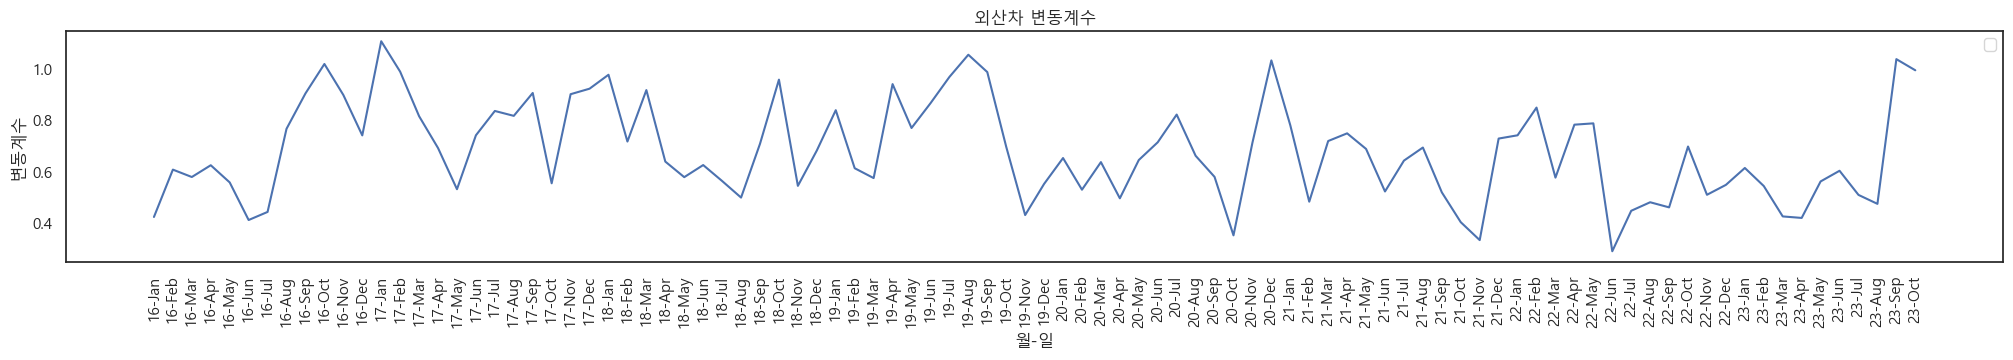 외산차 변동계수
변동계수
1.0
0.8
0.6
0.4
16-Jan
16-Feb
16-Mar
16-Apr
16-May
16-Jun
16-Jul
16-Aug
16-Sep
16-Oct
16-Nov
16-Dec
17-Jan
17-Feb
17-Mar
17-Apr
17-May
17-Jun
17-Jul
17-Aug
17-Sep
17-Oct
17-Nov
17-Dec
18-Jan
18-Feb
18-Mar
18-Apr
18-May
18-Jun
18-Jul
18-Aug
18-Sep
18-Oct
18-Nov
18-Dec
19-Jan
19-Feb
19-Mar
19-Apr
19-May
19-Jun
19-Jul
19-Aug
19-Sep
19-Oct
19-Nov
19-Dec
20-Jan
20-Feb
20-Mar
20-Apr
20-May
20-Jun
20-Jul
20-Aug
20-Sep
20-Oct
20-Nov
20-Dec
21-Jan
21-Feb
21-Mar
21-Apr
21-May
21-Jun
21-Jul
21-Aug
21-Sep
21-Oct
21-Nov
21-Dec
22-Jan
22-Feb
22-Mar
22-Apr
22-May
22-Jun
22-Jul
22-Aug
22-Sep
22-Oct
22-Nov
22-Dec
23-Jan
23-Feb
23-Mar
23-Apr
23-May
23-Jun
23-Jul
23-Aug
23-Sep
23-Oct
월-일